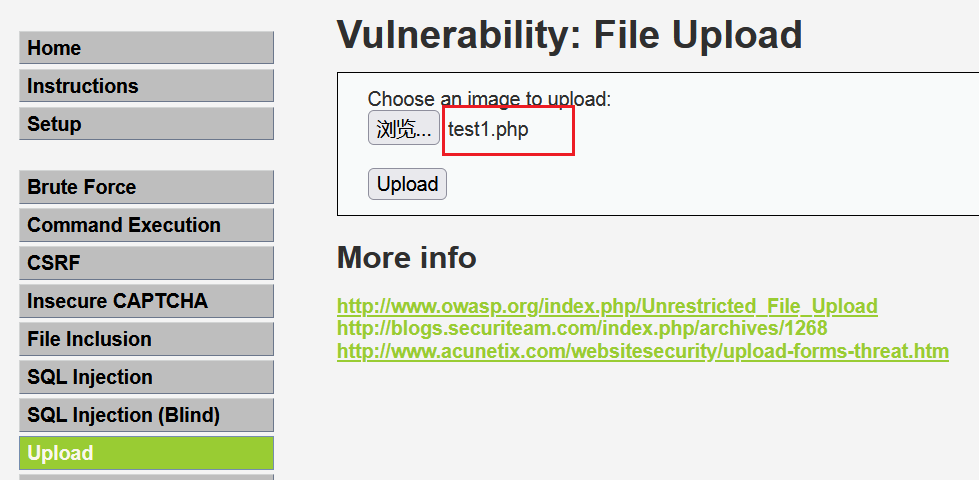 Home
Instructions
Setup
Brute Force
Command Execution
CSRF
Insecure CAPTCHA
File Inclusion
SQL Injection
SQL Injection (Blind)
Upload
Vulnerability: File Upload
Choose an image to upload:
浏览... test1.php
Upload
More info
http://www.owasp.org/index.php/Unrestricted_File_Upload
http://blogs.securiteam.com/index.php/archives/1268
http://www.acunetix.com/websitesecurity/upload-forms-threat.htm